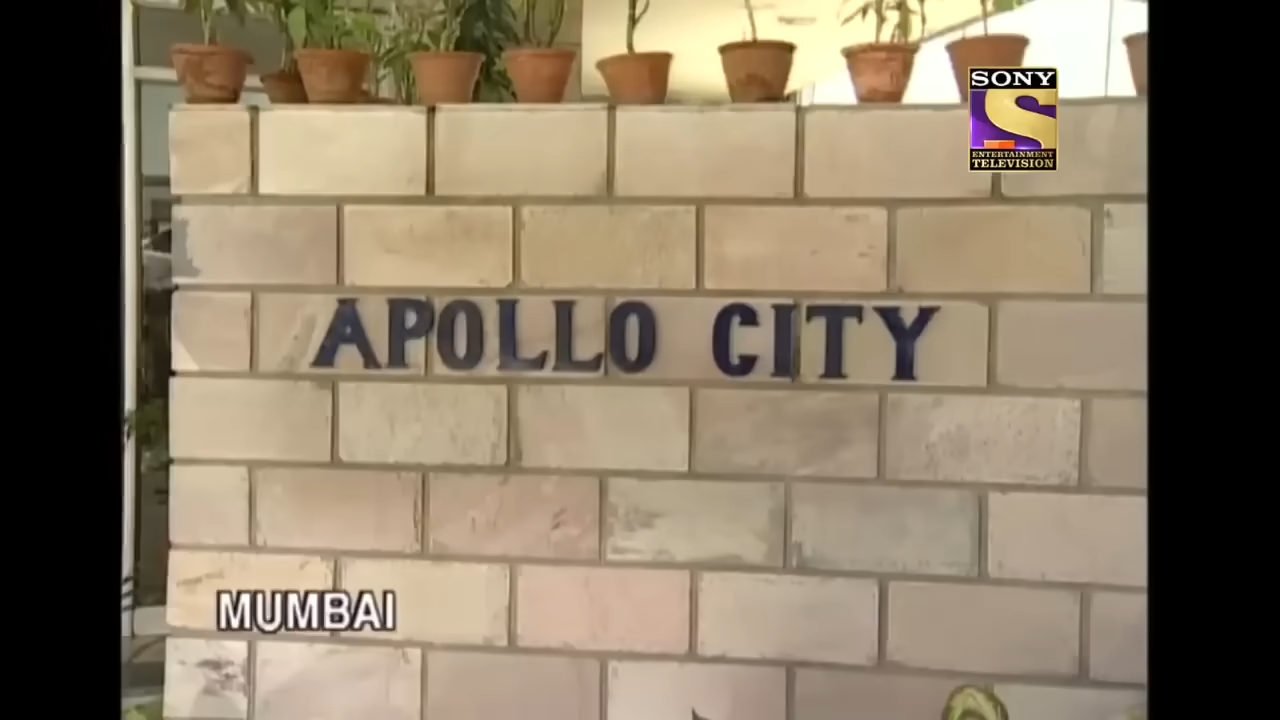 SONY
ENTERTAINMENT
TELEVISION
APOLLO CITY
MUMBAI